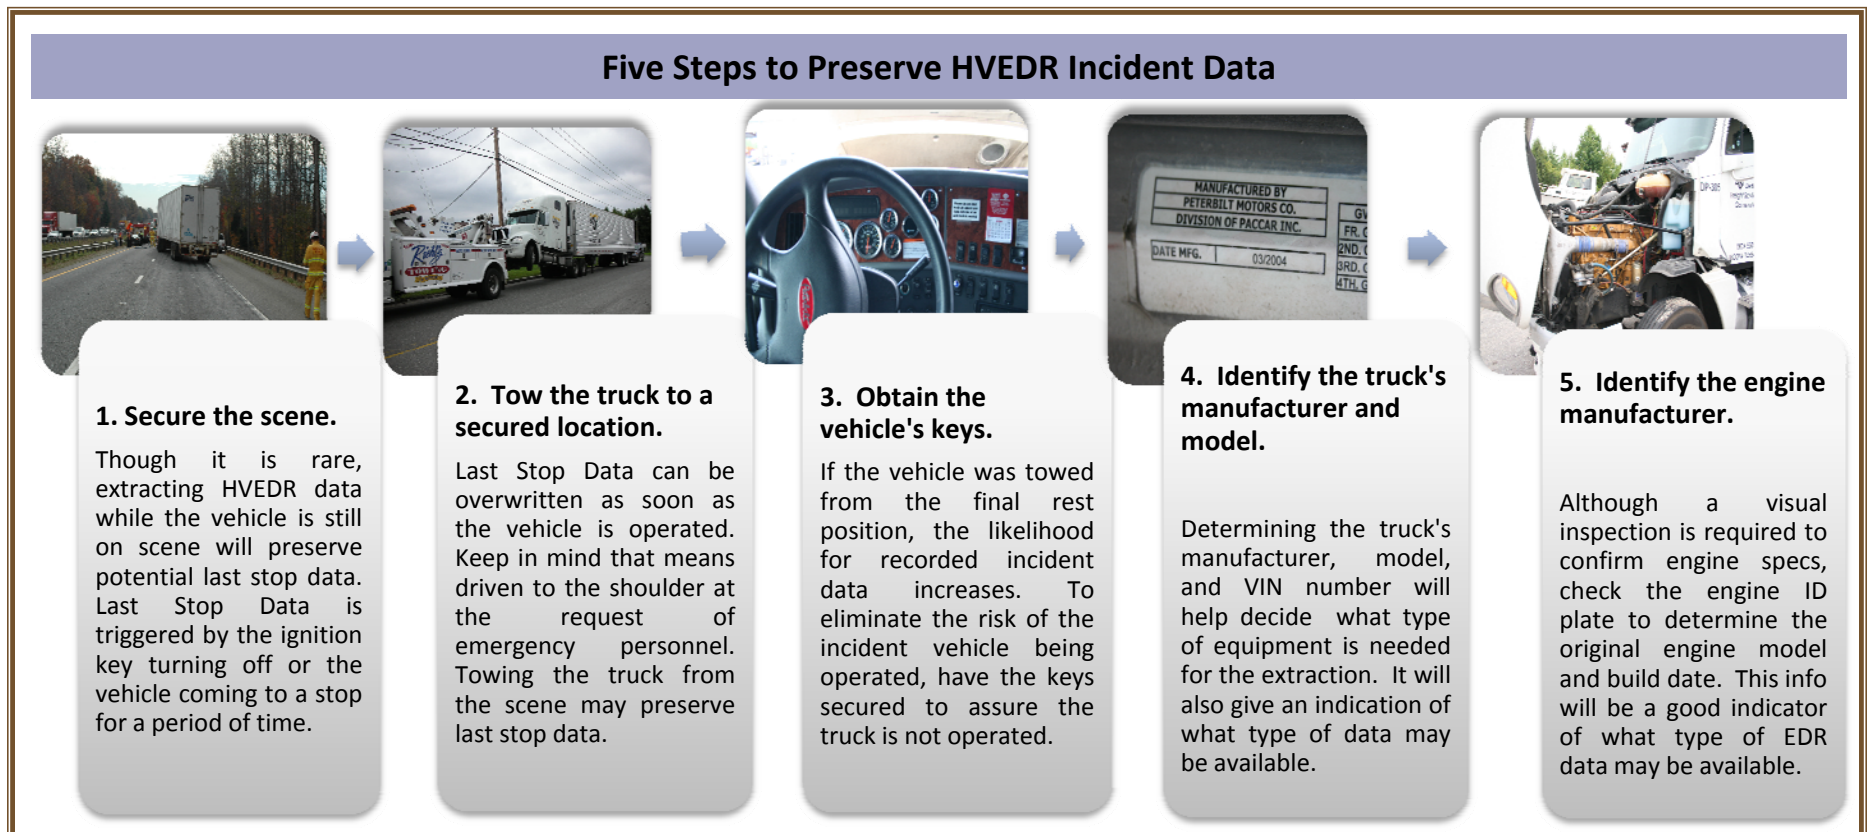 Five Steps to Preserve HVEDR Incident Data
MANUFACTURED BY
PETERBILT MOTORS CO.
DIVISION OF PACCAR INC.
DATE MFG. 03/2004
GV
FR.
2ND.
3RD.
4TH.
1. Secure the scene.
Though it is rare,
extracting HVEDR data
while the vehicle is still
on scene will preserve
potential last stop data.
Last Stop Data is
triggered by the ignition
key turning off or the
vehicle coming to a stop
for a period of time.
2. Tow the truck to a
secured location.
Last Stop Data can be
overwritten as soon as
the vehicle is operated.
Keep in mind that means
driven to the shoulder at
the request of
emergency personnel.
Towing the truck from
the scene may preserve
last stop data.
3. Obtain the
vehicle's keys.
If the vehicle was towed
from the final rest
position, the likelihood
for recorded incident
data increases. To
eliminate the risk of the
incident vehicle being
operated, have the keys
secured to assure the
truck is not operated.
4. Identify the truck's
manufacturer and
model.
Determining the truck's
manufacturer, model,
and VIN number will
help decide what type
of equipment is needed
for the extraction. It will
also give an indication of
what type of data may
be available.
5. Identify the engine
manufacturer.
Although a visual
inspection is required to
confirm engine specs,
check the engine ID
plate to determine the
original engine model
and build date. This info
will be a good indicator
of what type of EDR
data may be available.